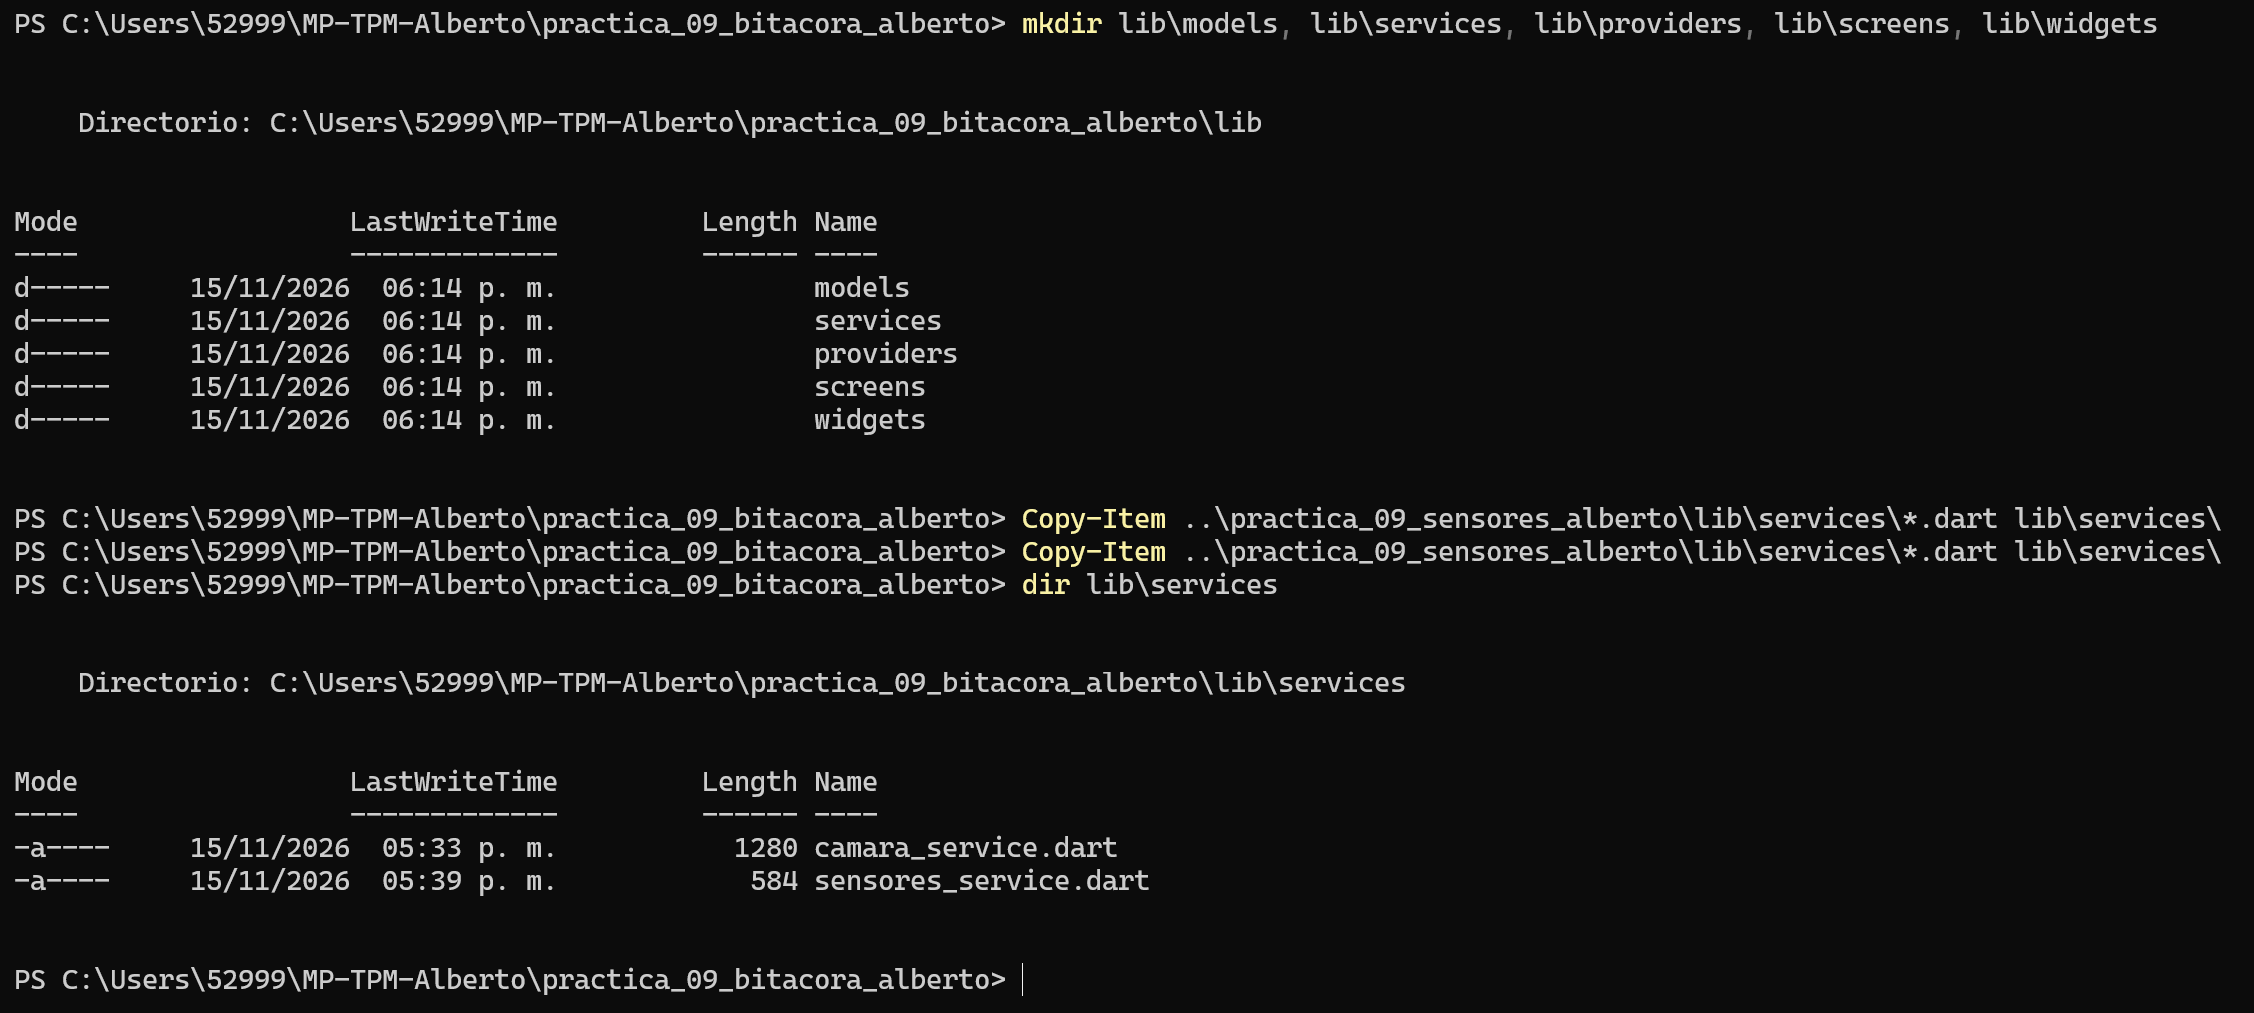 PS C:\Users\52999\MP-TPM-Alberto\practica_09_bitacora_alberto> mkdir lib\models, lib\services, lib\providers, lib\screens, lib\widgets
Directorio: C:\Users\52999\MP-TPM-Alberto\practica_09_bitacora_alberto\lib
Mode                 LastWriteTime         Length Name
----                 -------------         ------ ----
d-----     15/11/2026  06:14 p. m.                models
d-----     15/11/2026  06:14 p. m.                services
d-----     15/11/2026  06:14 p. m.                providers
d-----     15/11/2026  06:14 p. m.                screens
d-----     15/11/2026  06:14 p. m.                widgets
PS C:\Users\52999\MP-TPM-Alberto\practica_09_bitacora_alberto> Copy-Item ..\practica_09_sensores_alberto\lib\services\*.dart lib\services\
PS C:\Users\52999\MP-TPM-Alberto\practica_09_bitacora_alberto> Copy-Item ..\practica_09_sensores_alberto\lib\services\*.dart lib\services\
PS C:\Users\52999\MP-TPM-Alberto\practica_09_bitacora_alberto> dir lib\services
Directorio: C:\Users\52999\MP-TPM-Alberto\practica_09_bitacora_alberto\lib\services
Mode                 LastWriteTime         Length Name
----                 -------------         ------ ----
-a----     15/11/2026  05:33 p. m.           1280 camara_service.dart
-a----     15/11/2026  05:39 p. m.            584 sensores_service.dart
PS C:\Users\52999\MP-TPM-Alberto\practica_09_bitacora_alberto>